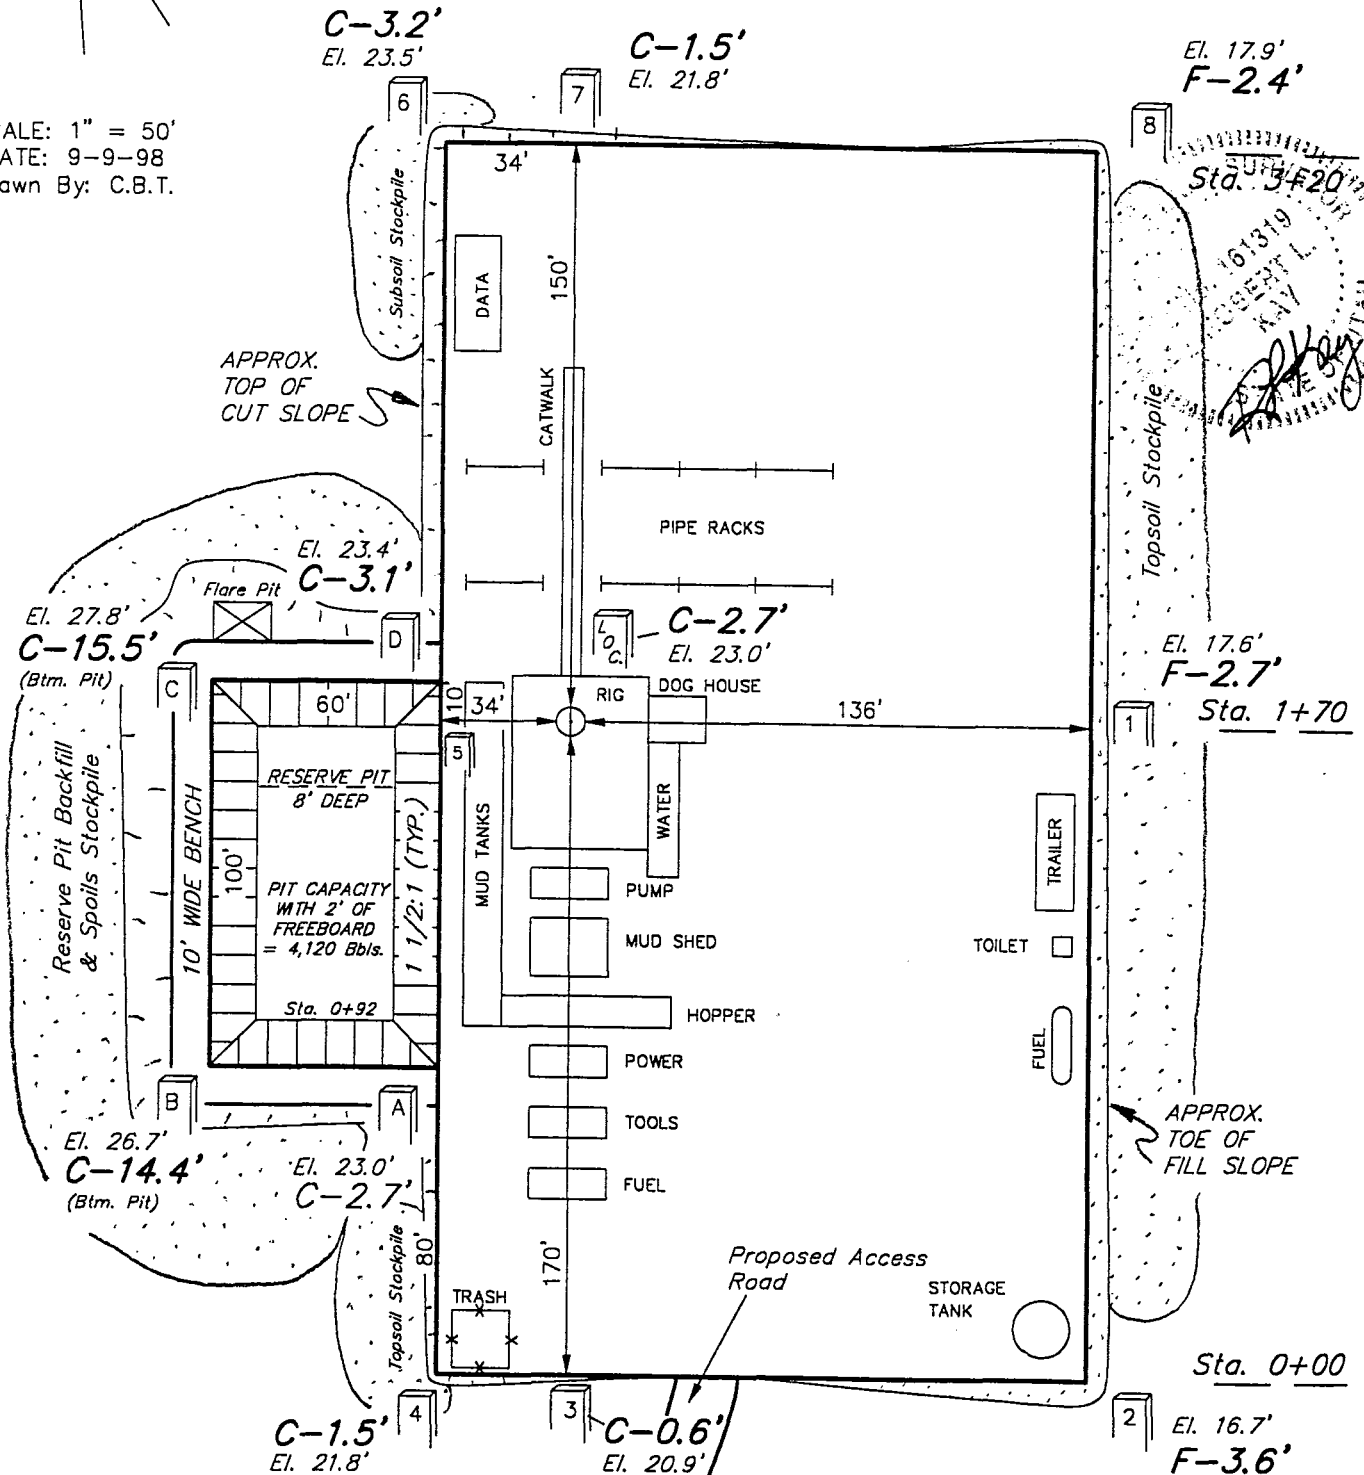 C-3.2'
El. 23.5'
C-1.5'
El. 21.8'
El. 17.9'
F-2.4'
6
7
8
ALE: 1" = 50'
ATE: 9-9-98
awn By: C.B.T.
34'
Sta. 3+20
161319
KAY
Subsoil Stockpile
DATA
150'
APPROX.
TOP OF
CUT SLOPE
CATWALK
Topsoil Stockpile
PIPE RACKS
El. 23.4'
C-3.1'
Flare Pit
El. 27.8'
C-15.5'
(Btm. Pit)
D
C
LOC.
C-2.7'
El. 23.0'
El. 17.6'
F-2.7'
Sta. 1+70
1
60'
10
34'
RIG
DOG HOUSE
136'
5
RESERVE PIT
8' DEEP
Reserve Pit Backfill
& Spoils Stockpile
10' WIDE BENCH
100'
1 1/2:1 (TYP.)
MUD TANKS
WATER
TRAILER
PIT CAPACITY
WITH 2' OF
FREEBOARD
= 4,120 Bbls.
PUMP
MUD SHED
TOILET
Sta. 0+92
HOPPER
POWER
FUEL
B
A
TOOLS
APPROX.
TOE OF
FILL SLOPE
El. 26.7'
C-14.4'
(Btm. Pit)
El. 23.0'
C-2.7'
FUEL
80'
170'
Topsoil Stockpile
Proposed Access
Road
TRASH
STORAGE
TANK
Sta. 0+00
4
3
2
C-1.5'
El. 21.8'
C-0.6'
El. 20.9'
El. 16.7'
F-3.6'